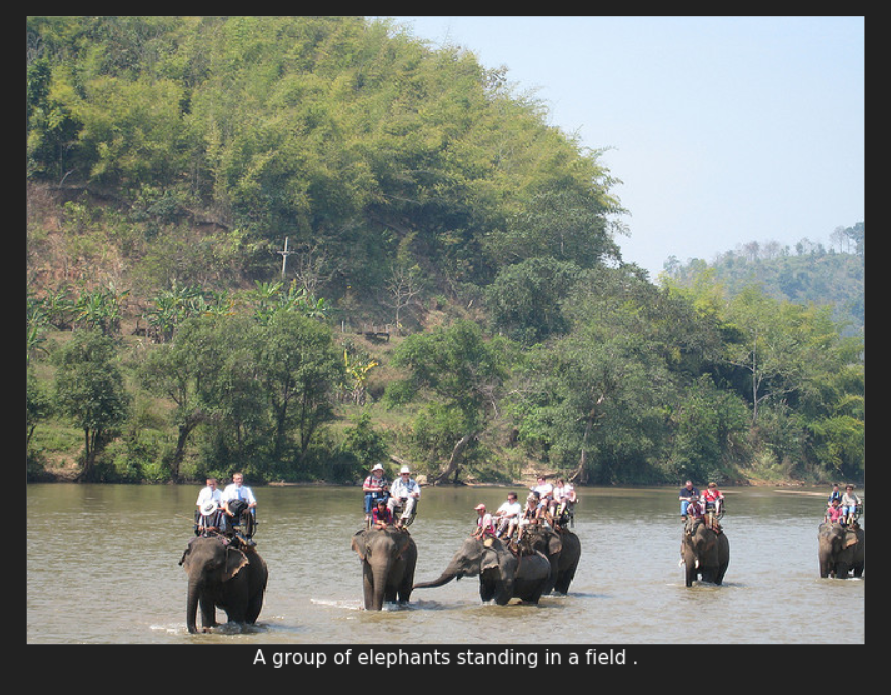 A group of elephants standing in a field .